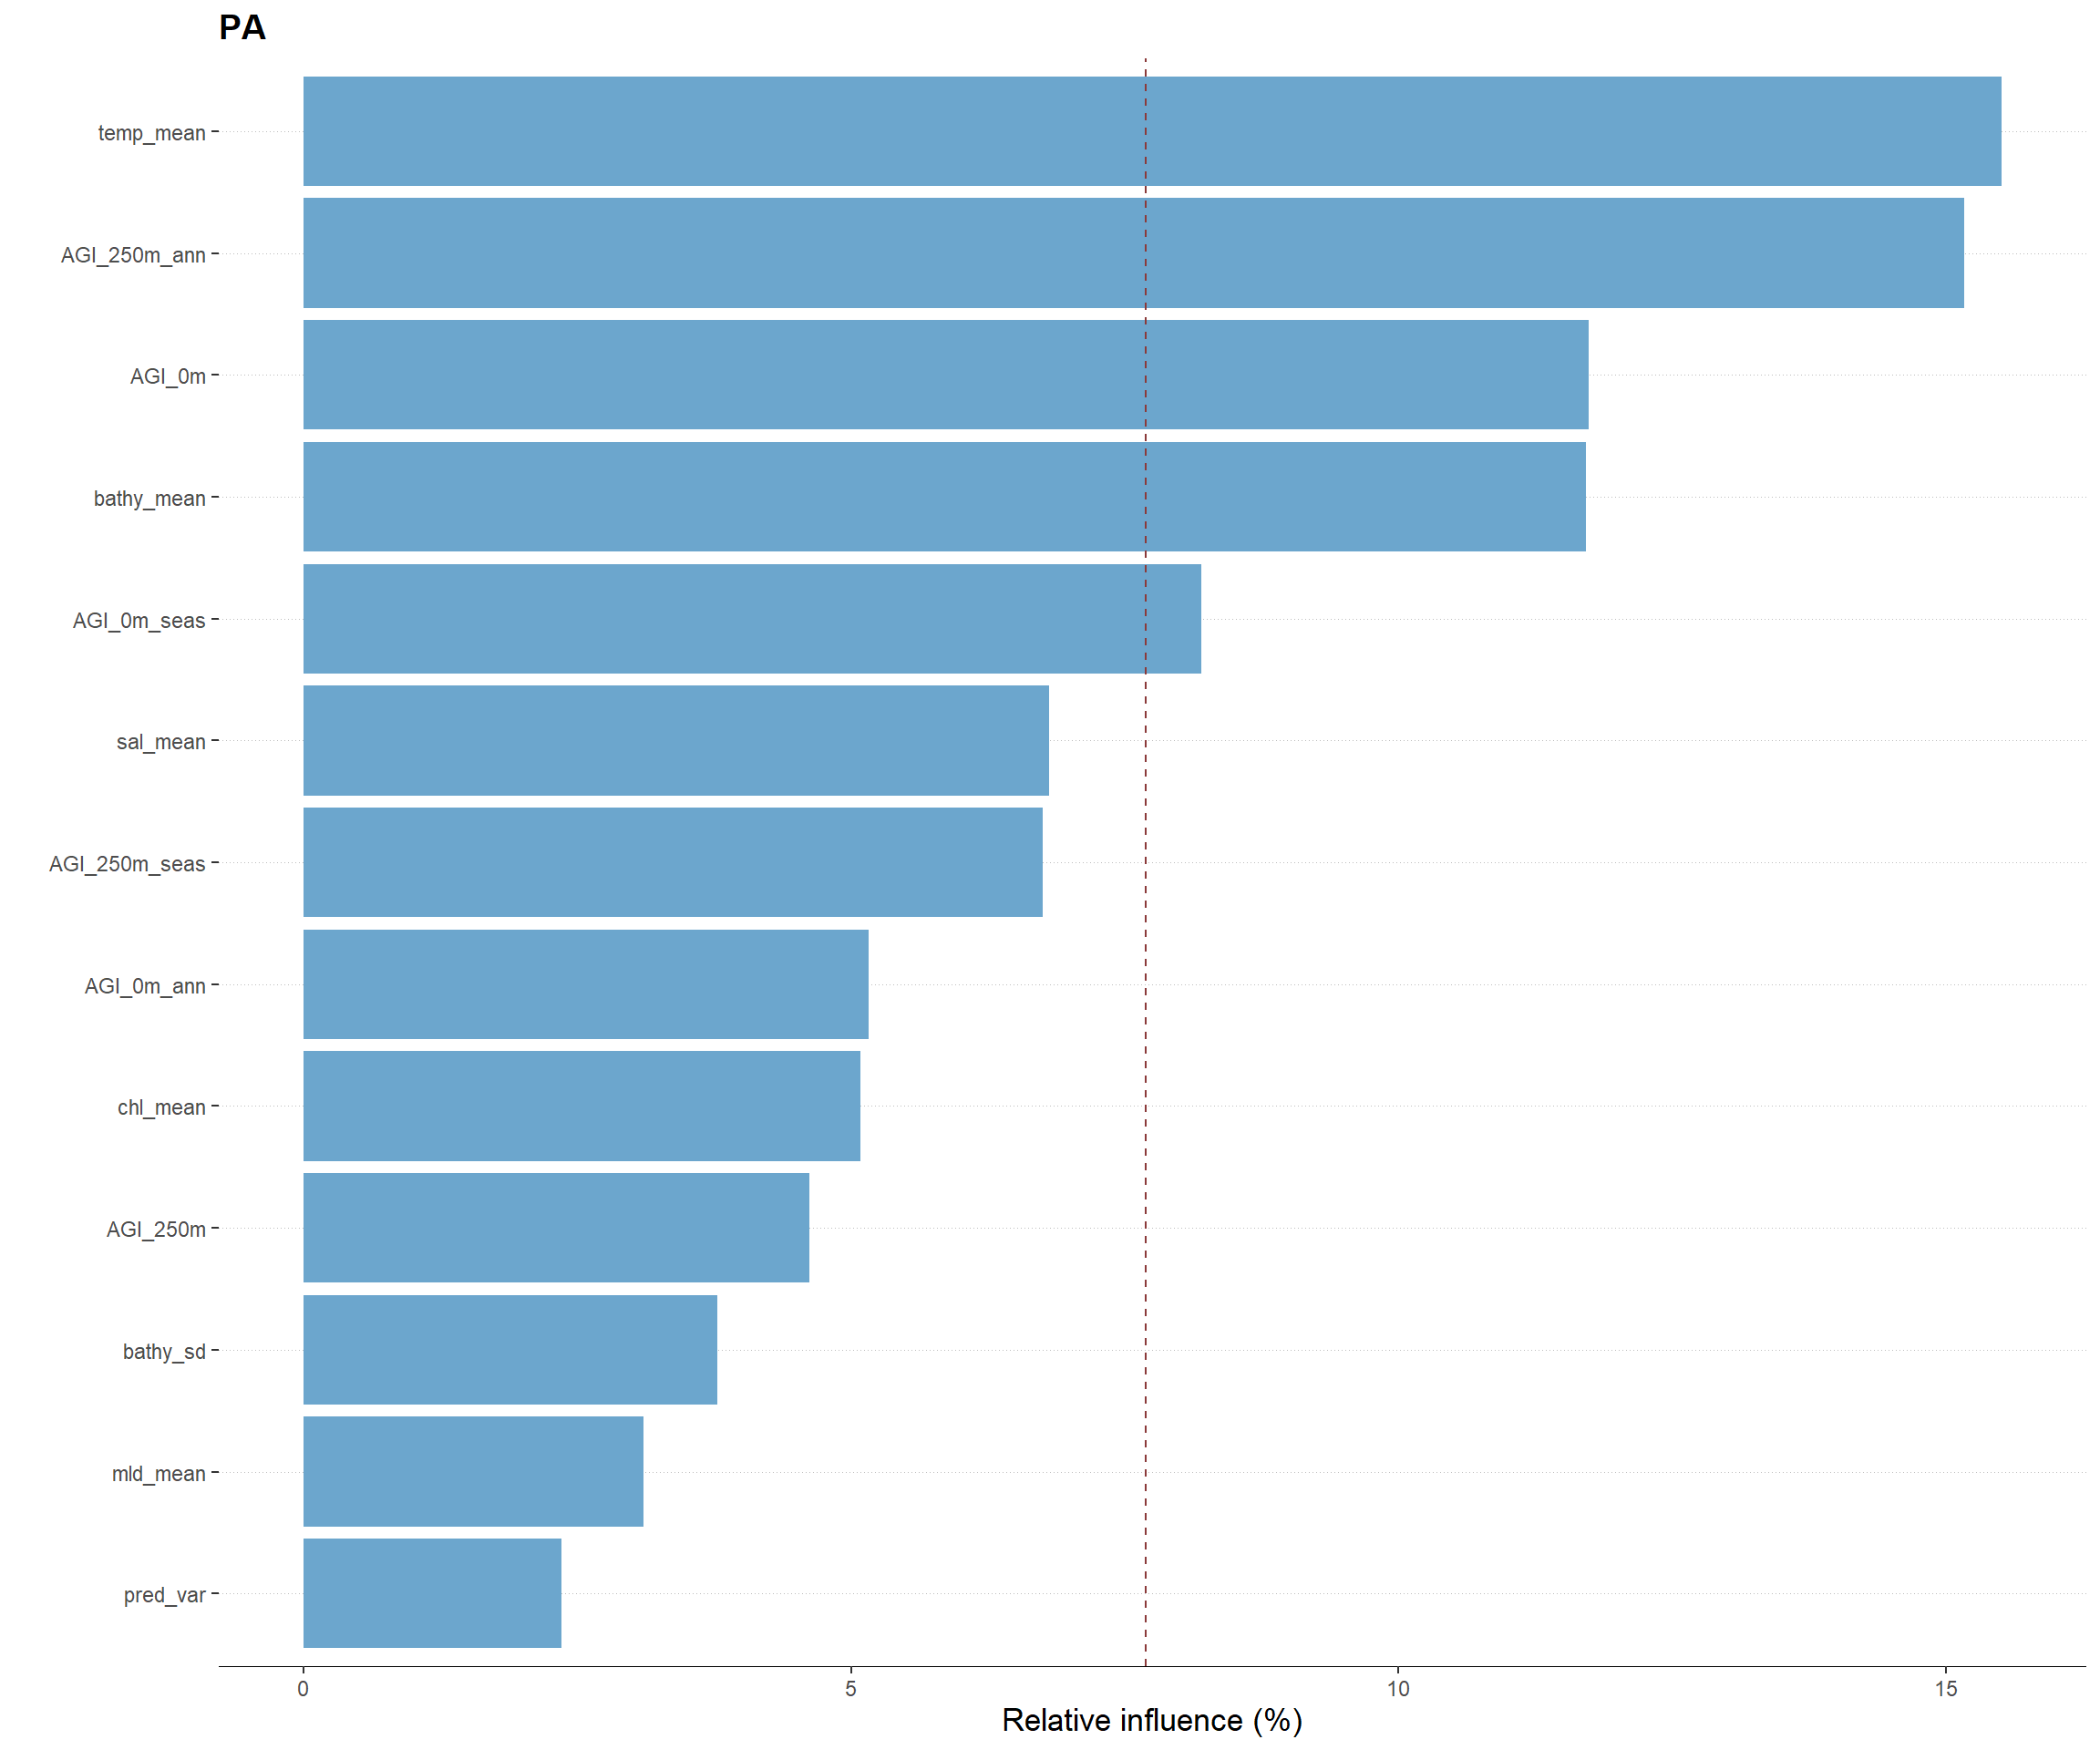 PA
temp_mean
AGI_250m_ann
AGI_0m
bathy_mean
AGI_0m_seas
sal_mean
AGI_250m_seas
AGI_0m_ann
chl_mean
AGI_250m
bathy_sd
mld_mean
pred_var
0 5 10 15
Relative influence (%)